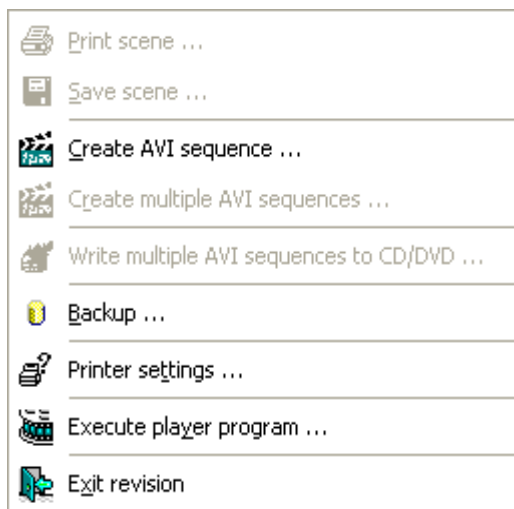 Print scene ...
Save scene ...
Create AVI sequence ...
Create multiple AVI sequences ...
Write multiple AVI sequences to CD/DVD ...
Backup ...
Printer settings ...
Execute player program ...
Exit revision